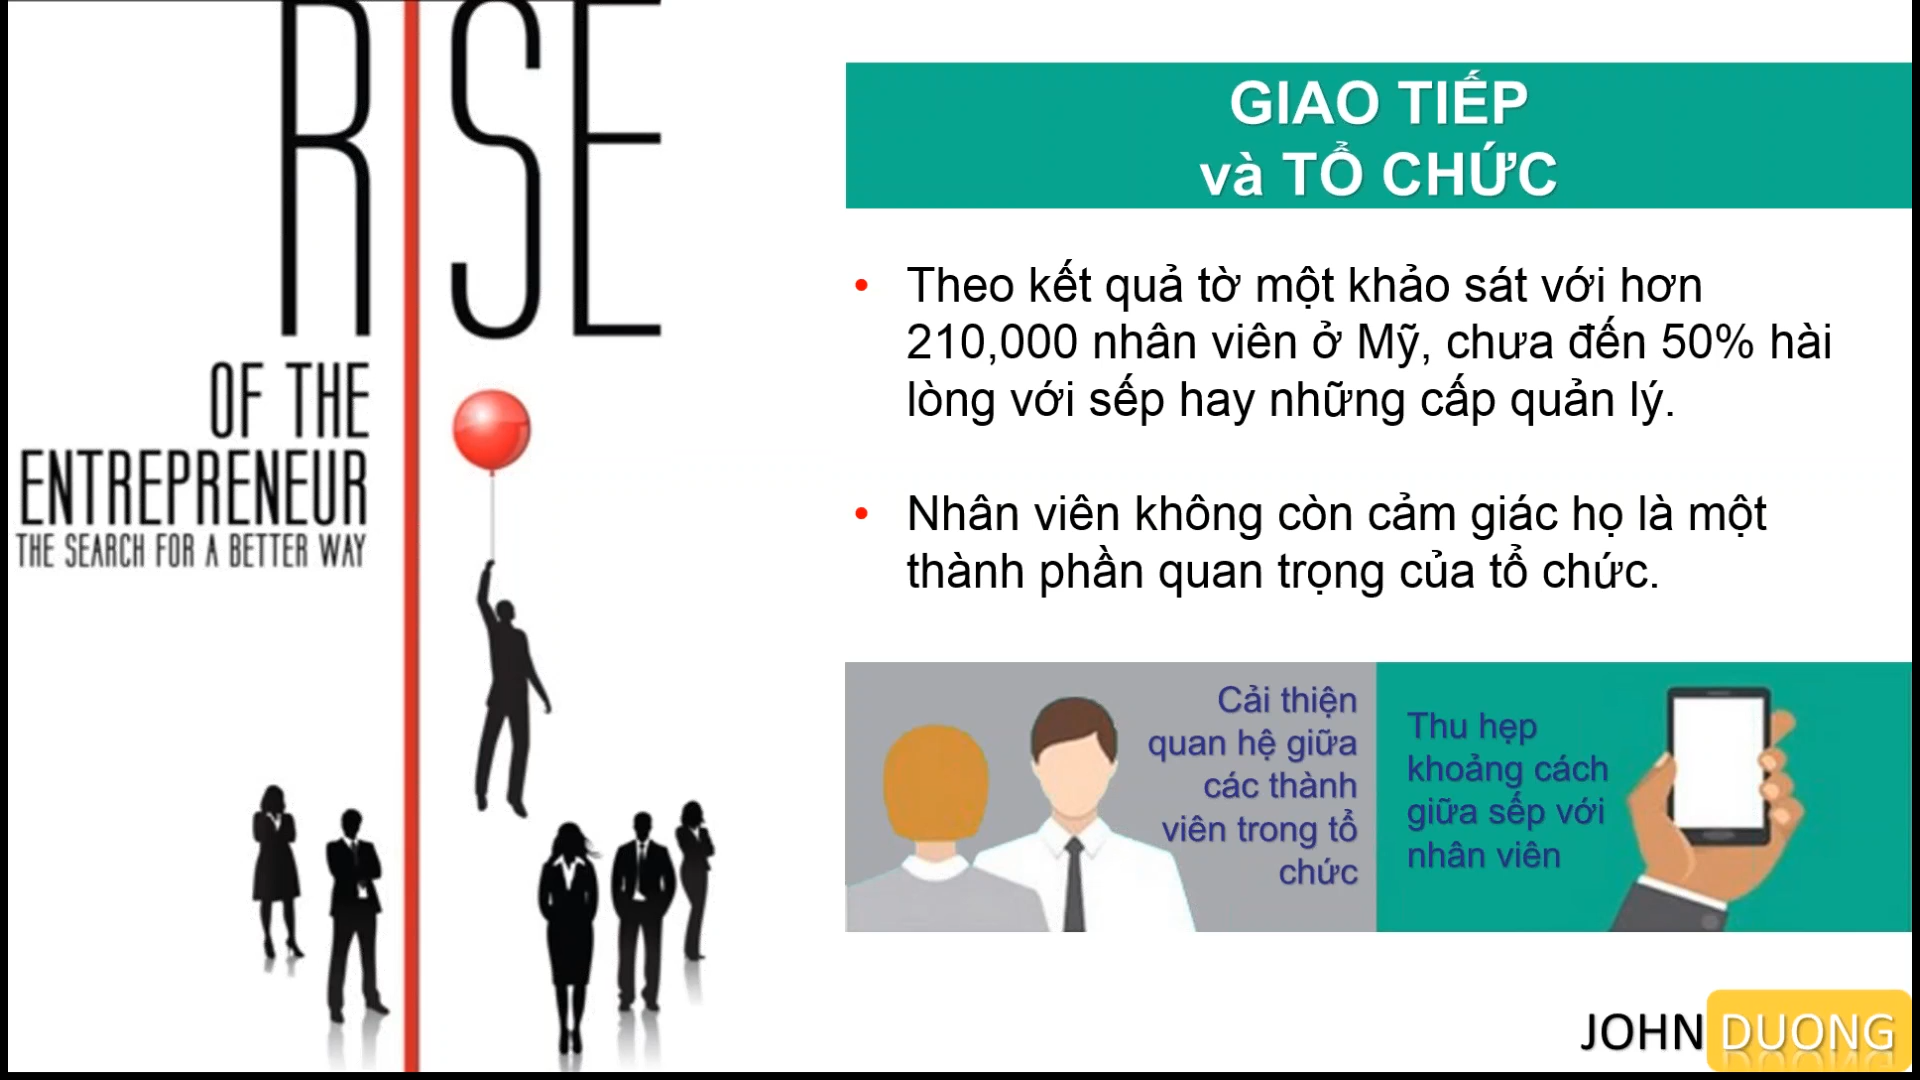 RISE
OF THE
ENTREPRENEUR
THE SEARCH FOR A BETTER WAY
GIAO TIẾP
và TỔ CHỨC
• Theo kết quả tờ một khảo sát với hơn
210,000 nhân viên ở Mỹ, chưa đến 50% hài
lòng với sếp hay những cấp quản lý.
• Nhân viên không còn cảm giác họ là một
thành phần quan trọng của tổ chức.
Cải thiện
quan hệ giữa
các thành
viên trong tổ
chức
Thu hẹp
khoảng cách
giữa sếp với
nhân viên
JOHN DUONG